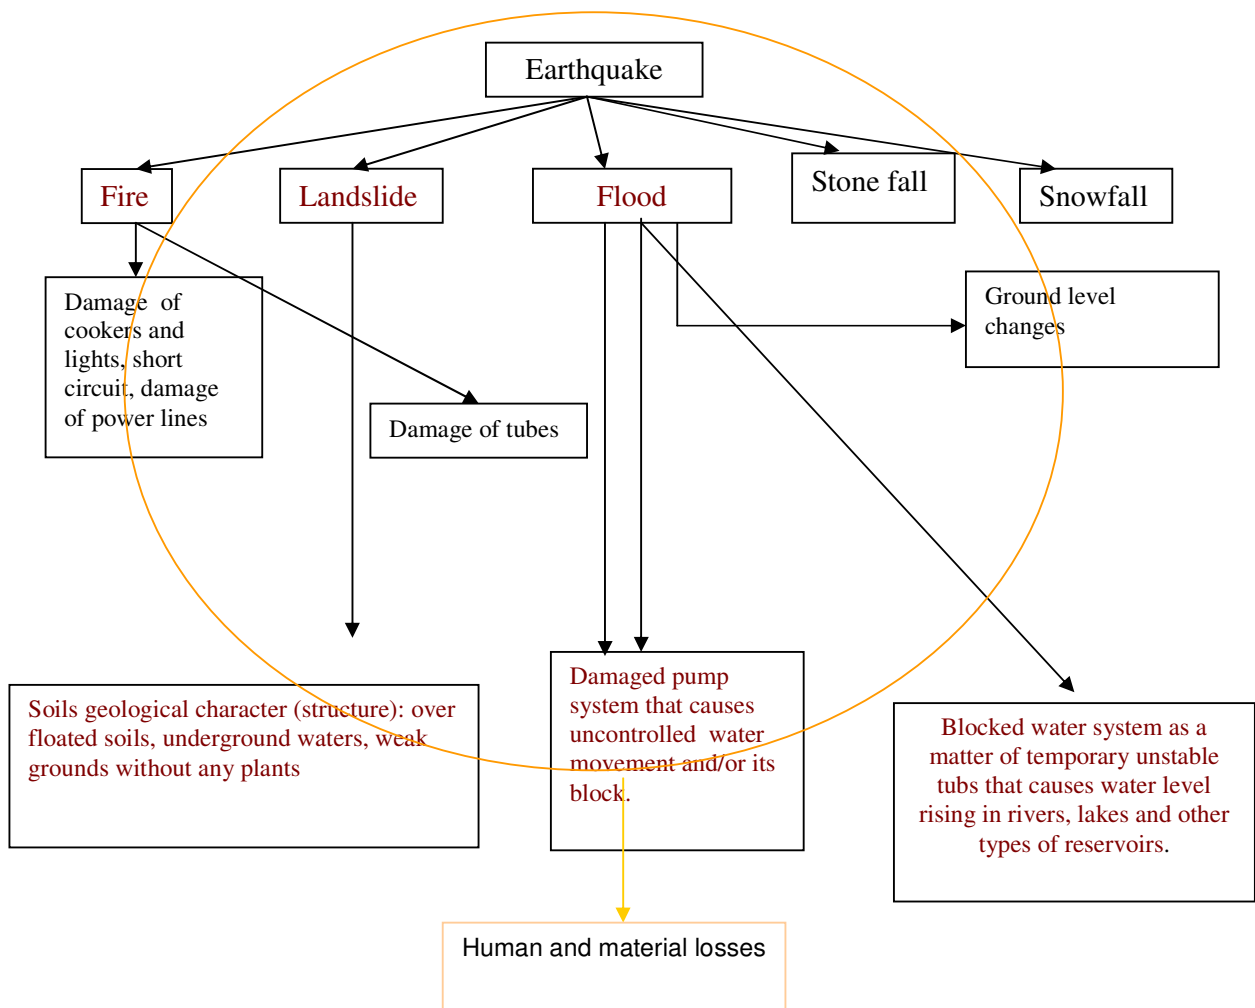 Earthquake
Fire
Landslide
Flood
Stone fall
Snowfall
Damage of
cookers and
lights, short
circuit, damage
of power lines
Ground level
changes
Damage of tubes
Soils geological character (structure): over
floated soils, underground waters, weak
grounds without any plants
Damaged pump
system that causes
uncontrolled water
movement and/or its
block.
Blocked water system as a
matter of temporary unstable
tubs that causes water level
rising in rivers, lakes and other
types of reservoirs.
Human and material losses